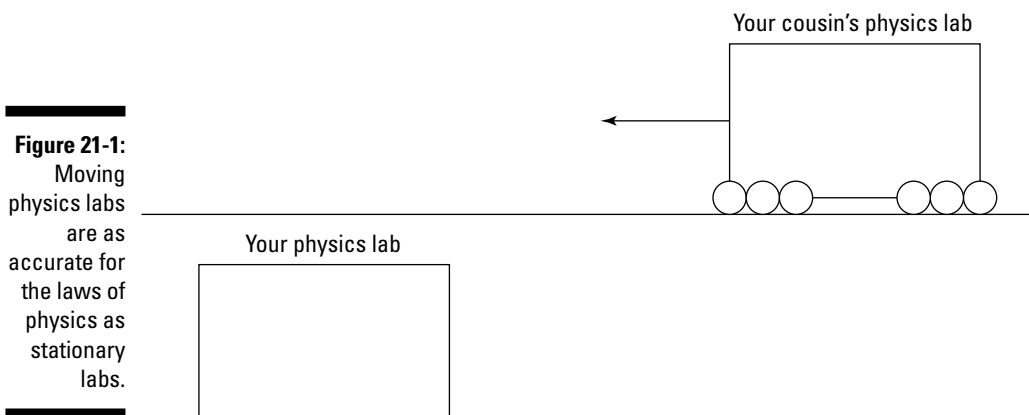 Your cousin's physics lab
Figure 21-1:
Moving
physics labs
are as
accurate for
the laws of
physics as
stationary
labs.
Your physics lab